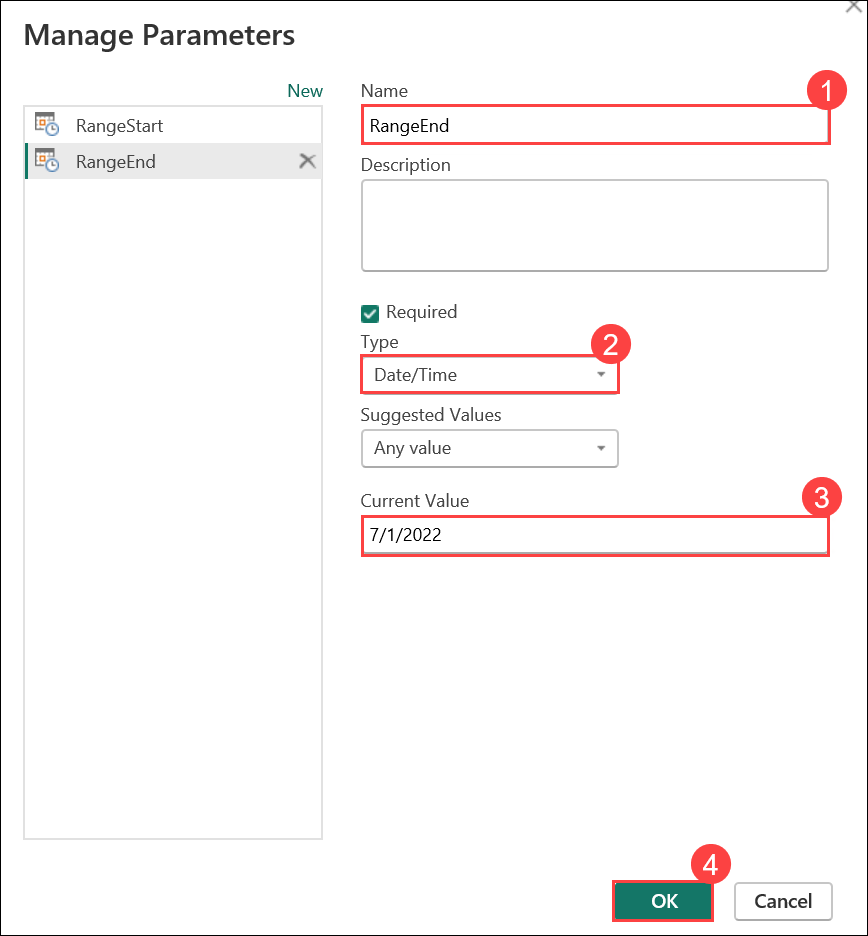 Manage Parameters
New
RangeStart
RangeEnd
Name
1
RangeEnd
Description
Required
Type
2
Date/Time
Suggested Values
Any value
Current Value
3
7/1/2022
4
OK
Cancel